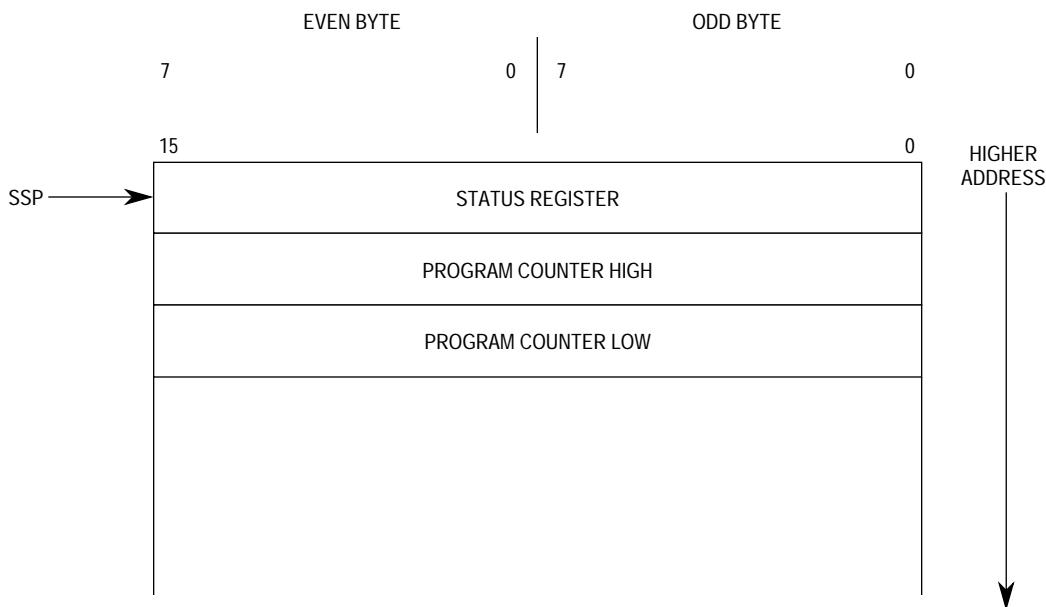 EVEN BYTE ODD BYTE
7 0 7 0
15 0
HIGHER
ADDRESS
SSP STATUS REGISTER
PROGRAM COUNTER HIGH
PROGRAM COUNTER LOW